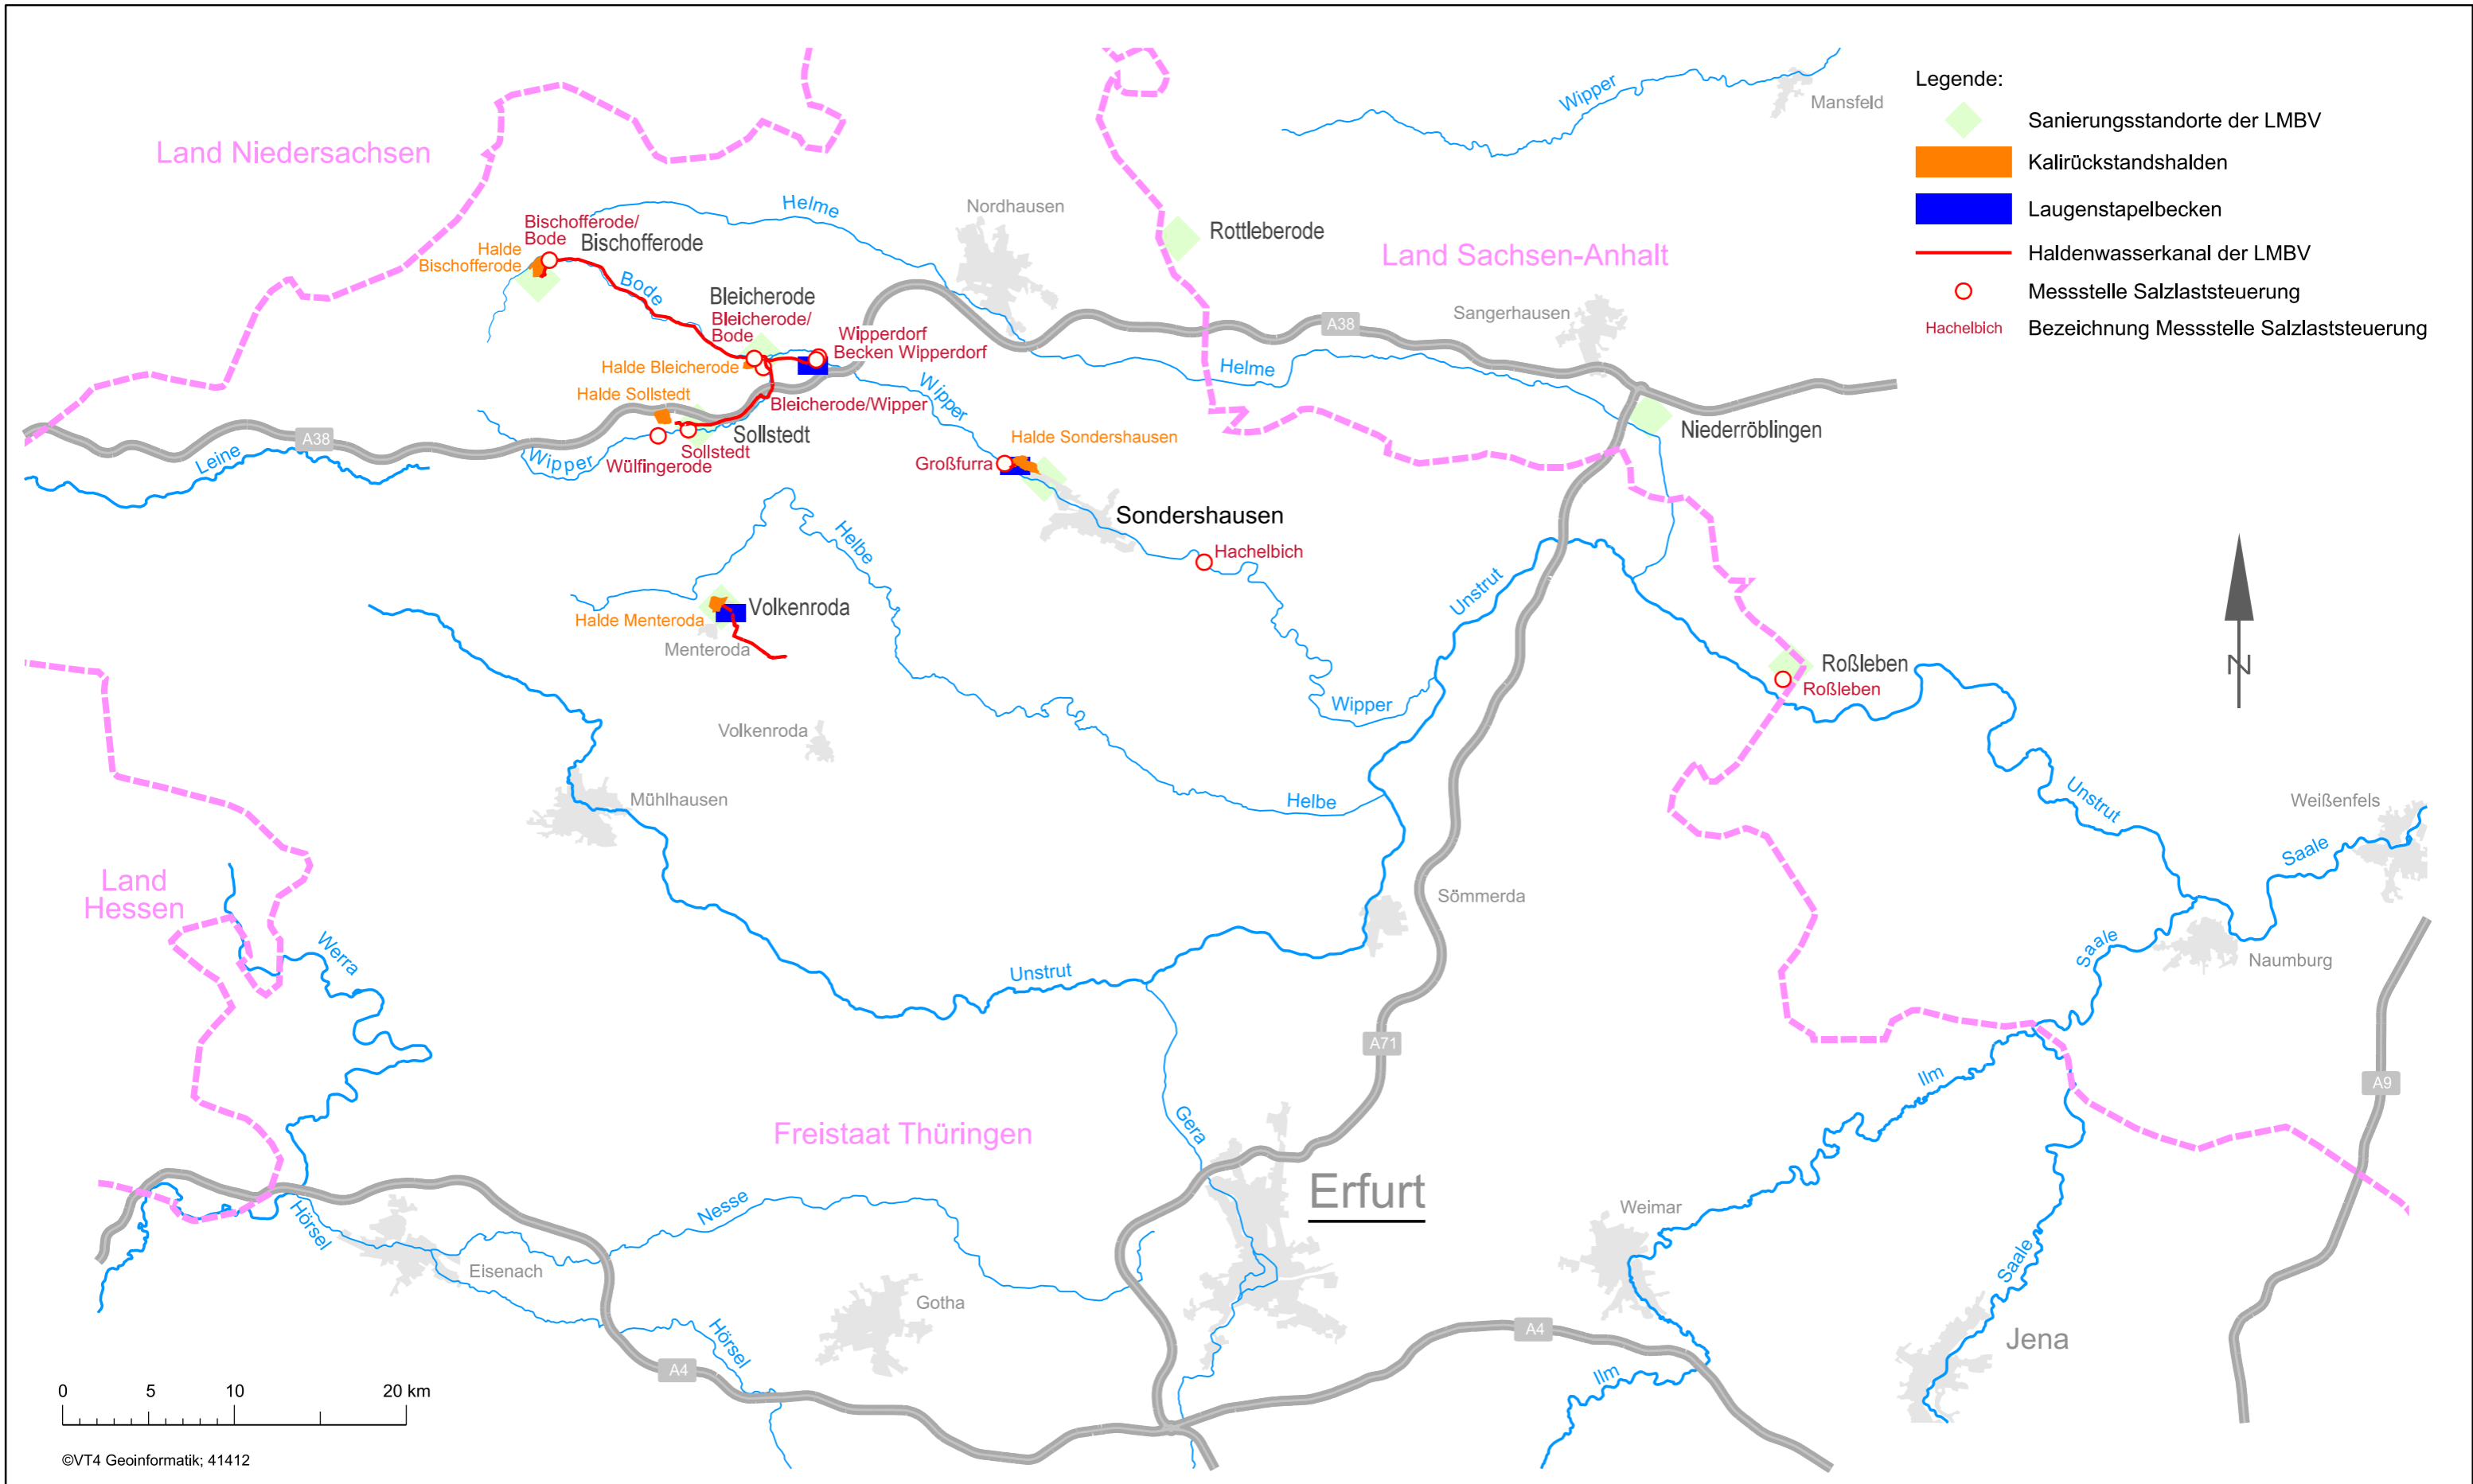 Legende:
Sanierungsstandorte der LMBV
Kalirückstandshalden
Laugenstapelbecken
Haldenwasserkanal der LMBV
Messstelle Salzlaststeuerung
Hachelbich
Bezeichnung Messstelle Salzlaststeuerung
Wipper
Mansfeld
Land Niedersachsen
Helme
Nordhausen
Bischofferode/
Bode
Bischofferode
Halde
Bischofferode
Rottleberode
Land Sachsen-Anhalt
Bode
Bleicherode
Bleicherode/
Bode
Wipperdorf
Becken Wipperdorf
Sangerhausen
A38
Halde Bleicherode
Helme
Halde Sollstedt
Wipper
Bleicherode/Wipper
A38
Leine
Wipper
Sollstedt
Sollstedt
Wülfingerode
Halde Sondershausen
Großfurra
Niederröblingen
Sondershausen
Helbe
Hachelbich
Unstrut
Volkenroda
Halde Menteroda
Menteroda
Roßleben
Roßleben
N
Wipper
Volkenroda
Mühlhausen
Helbe
Unstrut
Weißenfels
Saale
Land
Hessen
Sömmerda
Werra
Unstrut
Saale
Naumburg
A71
Ilm
A9
Gera
Freistaat Thüringen
Erfurt
Nesse
Weimar
Hörsel
Eisenach
Saale
Gotha
Hörsel
A4
A4
Jena
Ilm
0
5
10
20 km
©VT4 Geoinformatik; 41412